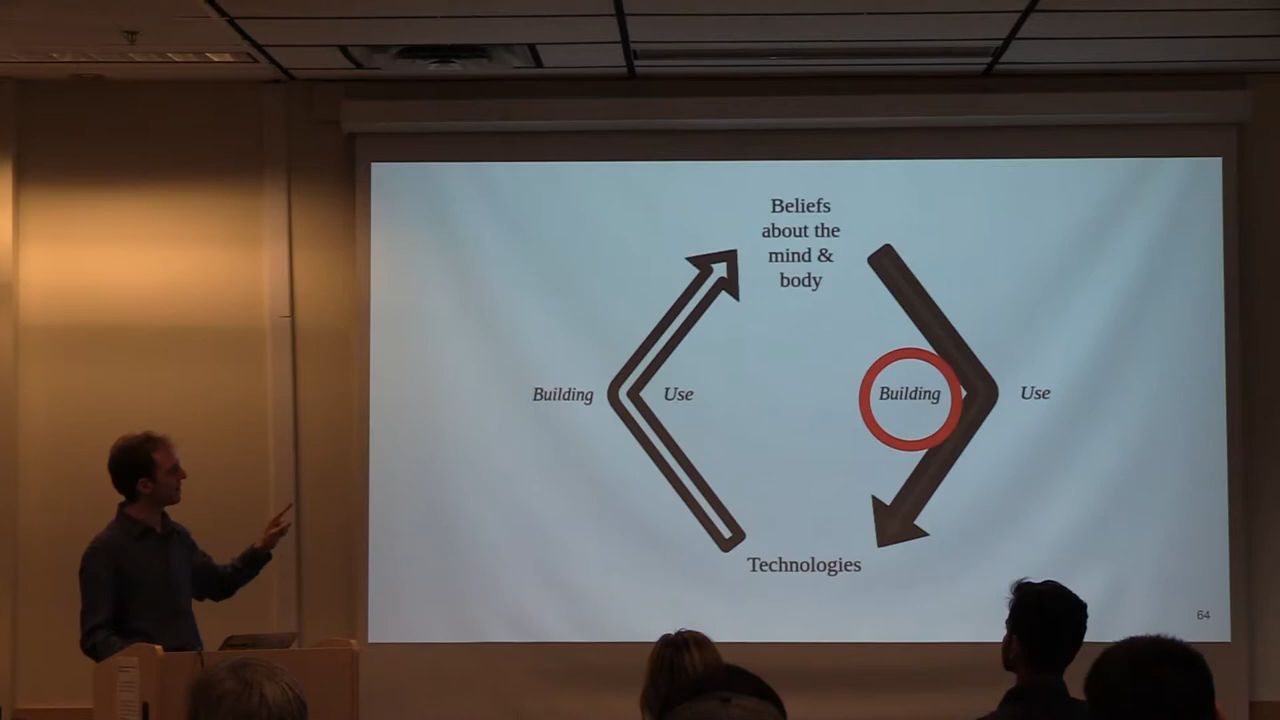 Beliefs
about the
mind &
body
Building
Use
Building
Use
Technologies
64